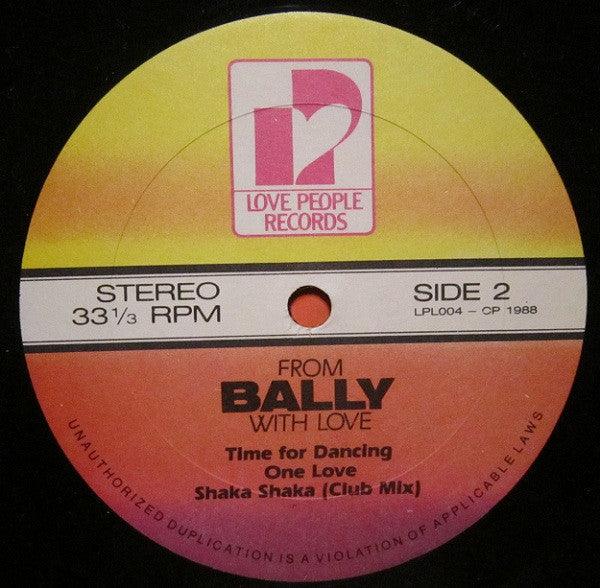 LOVE PEOPLE
RECORDS
STEREO
33 1/3 RPM
SIDE 2
LPL004 – CP 1988
FROM
BALLY
WITH LOVE
Time for Dancing
One Love
Shaka Shaka (Club Mix)
UNAUTHORIZED DUPLICATION IS A VIOLATION OF APPLICABLE LAWS